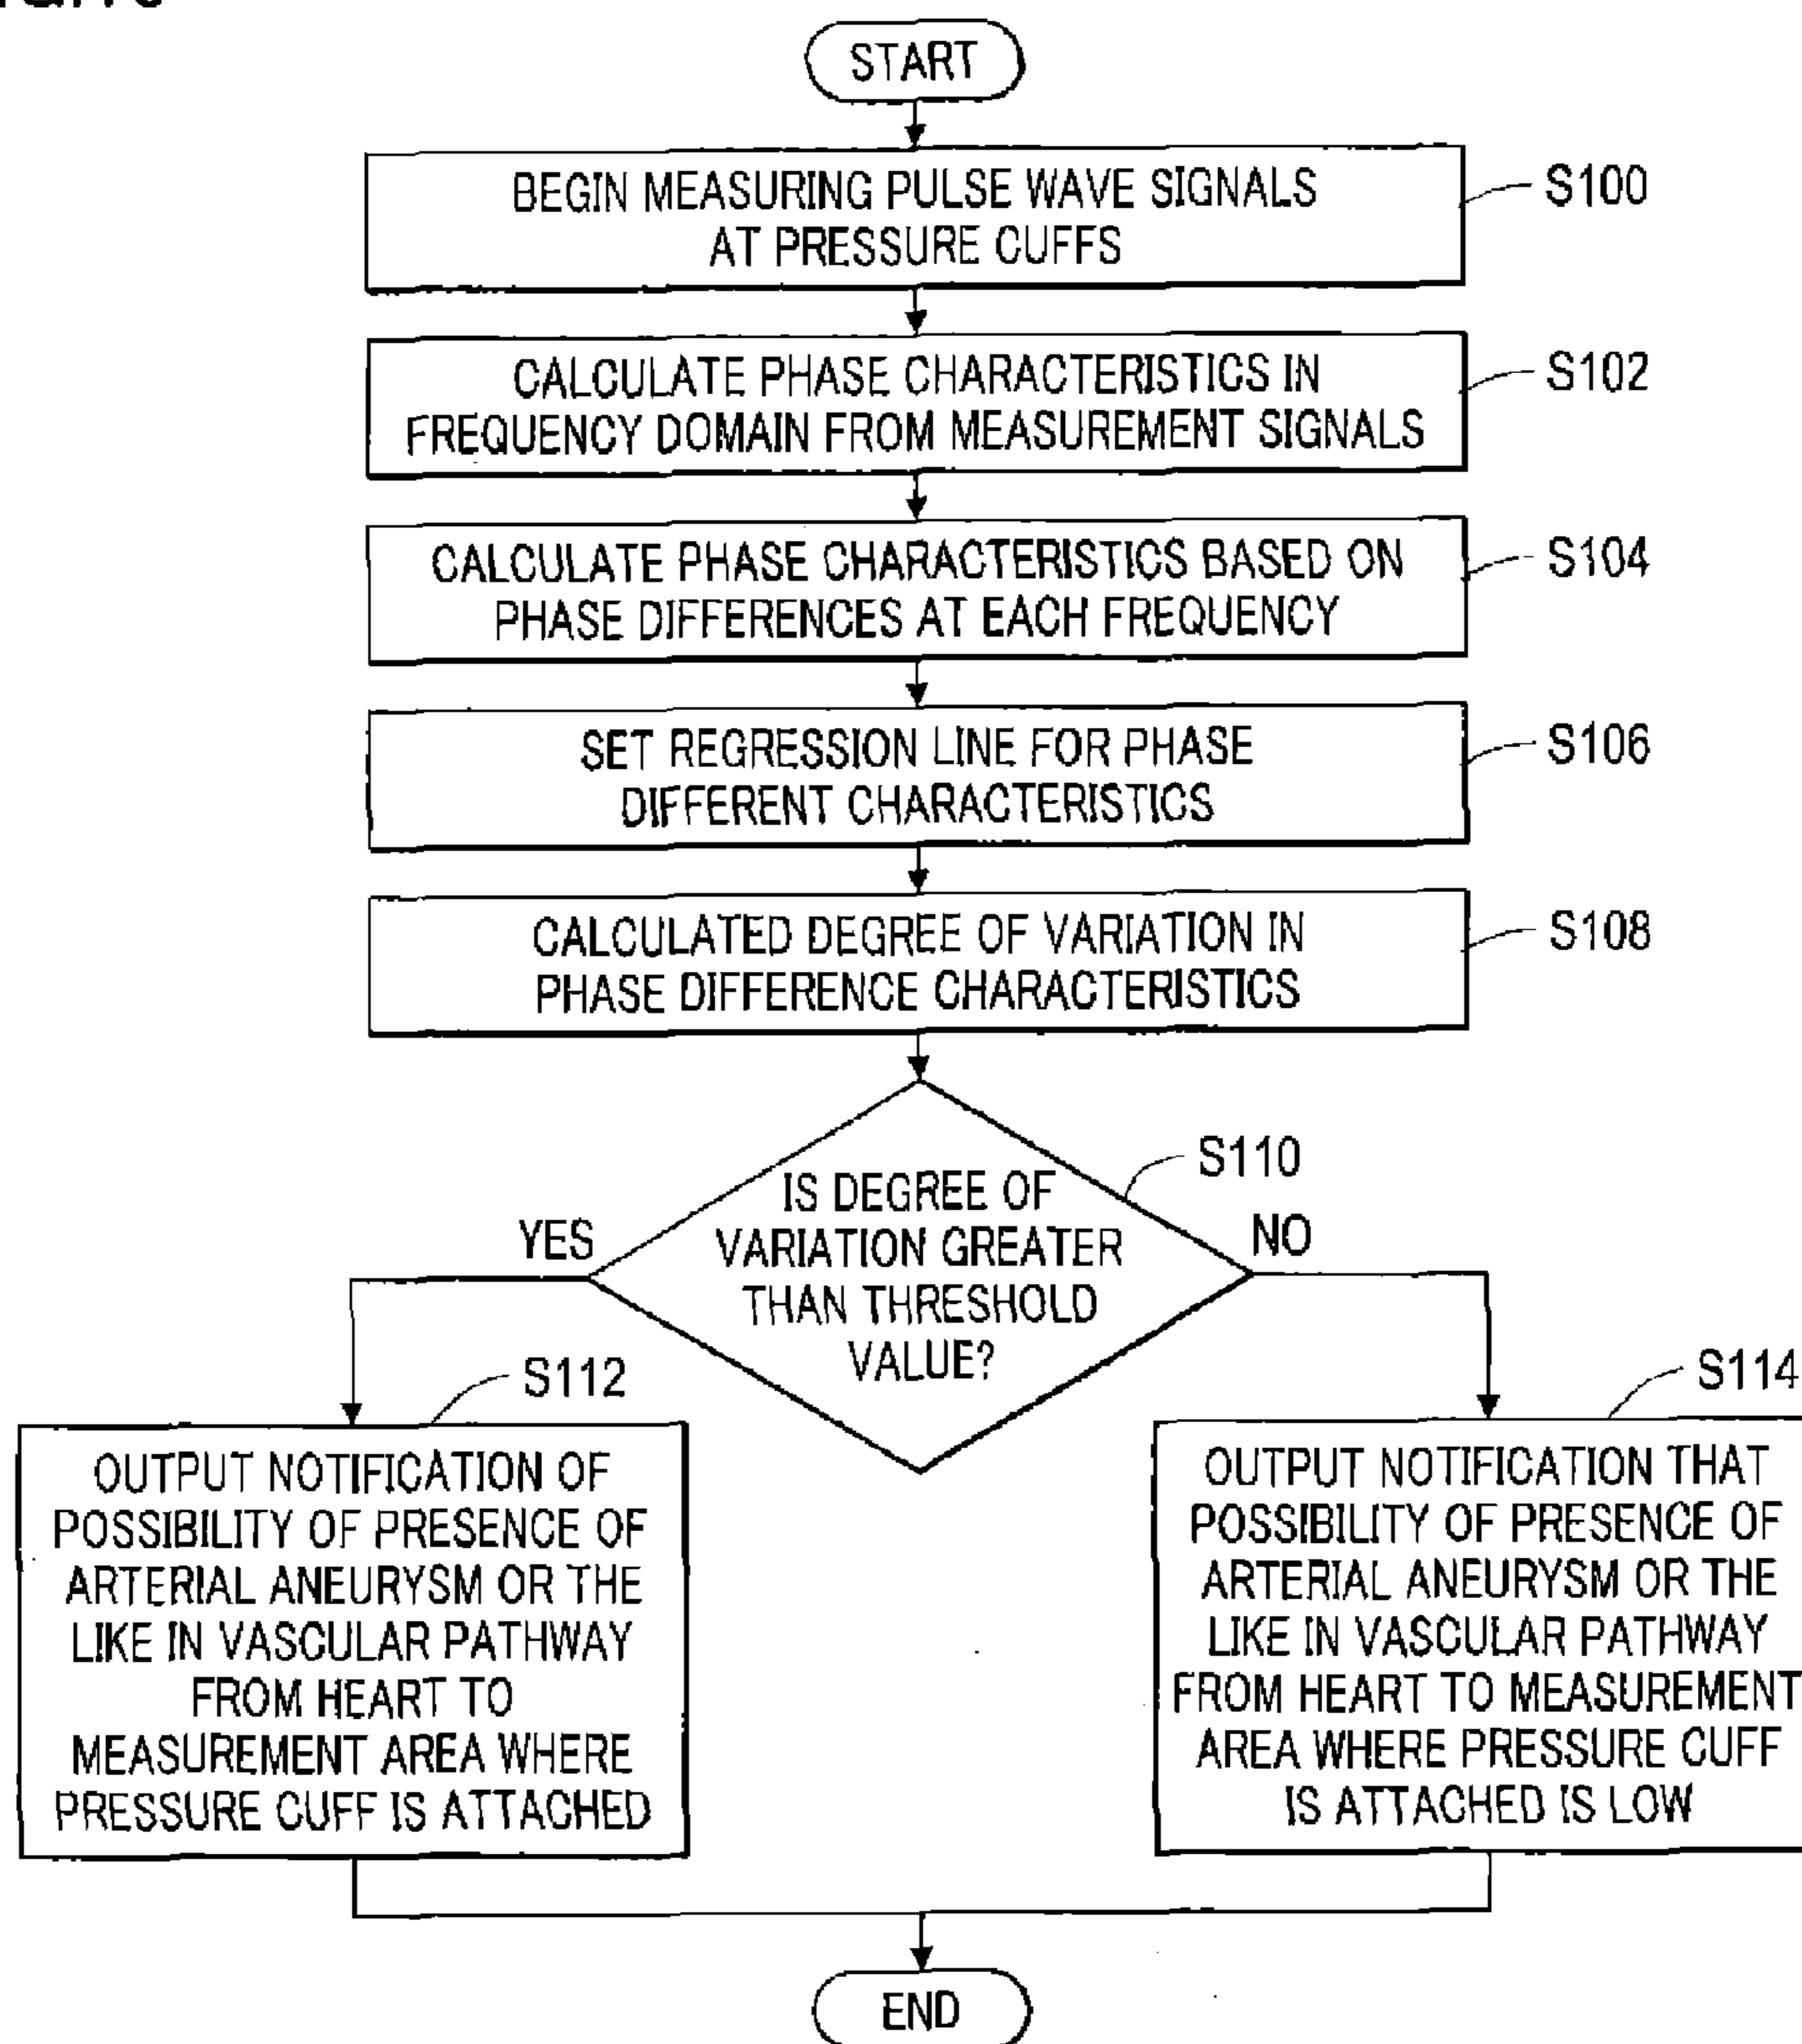 START
BEGIN MEASURING PULSE WAVE SIGNALS
AT PRESSURE CUFFS
S100
CALCULATE PHASE CHARACTERISTICS IN
FREQUENCY DOMAIN FROM MEASUREMENT SIGNALS
S102
CALCULATE PHASE CHARACTERISTICS BASED ON
PHASE DIFFERENCES AT EACH FREQUENCY
S104
SET REGRESSION LINE FOR PHASE
DIFFERENT CHARACTERISTICS
S106
CALCULATED DEGREE OF VARIATION IN
PHASE DIFFERENCE CHARACTERISTICS
S108
IS DEGREE OF
VARIATION GREATER
THAN THRESHOLD
VALUE?
S110
YES
NO
S112
OUTPUT NOTIFICATION OF
POSSIBILITY OF PRESENCE OF
ARTERIAL ANEURYSM OR THE
LIKE IN VASCULAR PATHWAY
FROM HEART TO
MEASUREMENT AREA WHERE
PRESSURE CUFF IS ATTACHED
S114
OUTPUT NOTIFICATION THAT
POSSIBILITY OF PRESENCE OF
ARTERIAL ANEURYSM OR THE
LIKE IN VASCULAR PATHWAY
FROM HEART TO MEASUREMENT
AREA WHERE PRESSURE CUFF
IS ATTACHED IS LOW
END